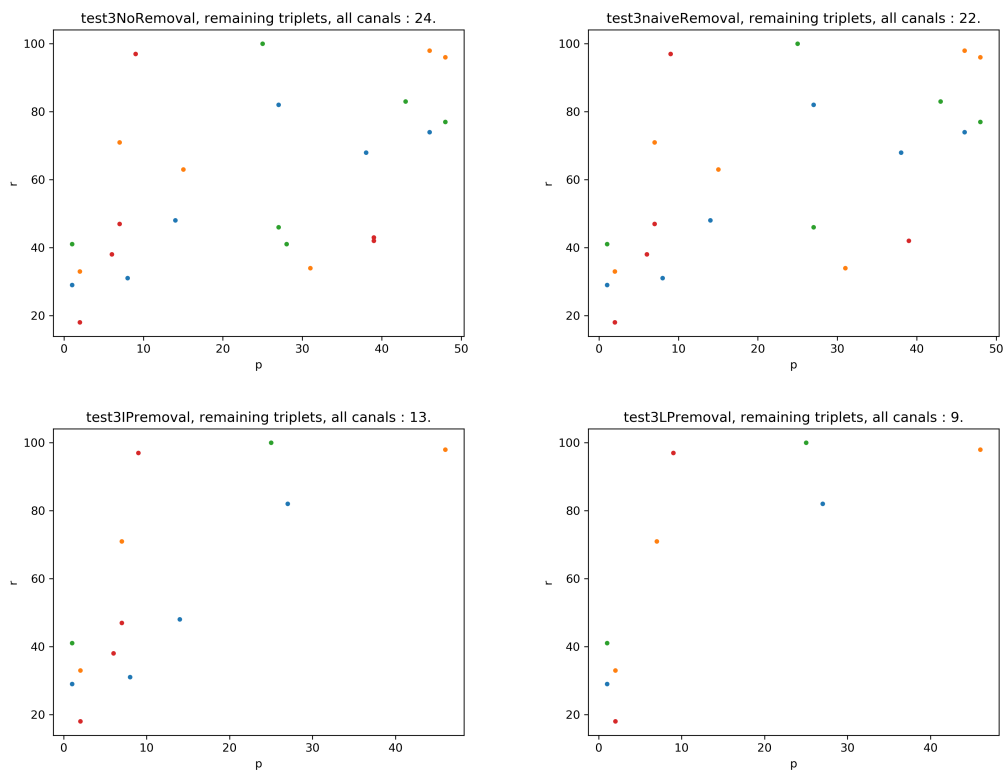 test3NoRemoval, remaining triplets, all canals : 24.
100
80
60
40
20
r
0 10 20 30 40 50
p
test3naiveRemoval, remaining triplets, all canals : 22.
100
80
60
40
20
r
0 10 20 30 40 50
p
test3IPremoval, remaining triplets, all canals : 13.
100
80
60
40
20
r
0 10 20 30 40
p
test3LPremoval, remaining triplets, all canals : 9.
100
80
60
40
20
r
0 10 20 30 40
p